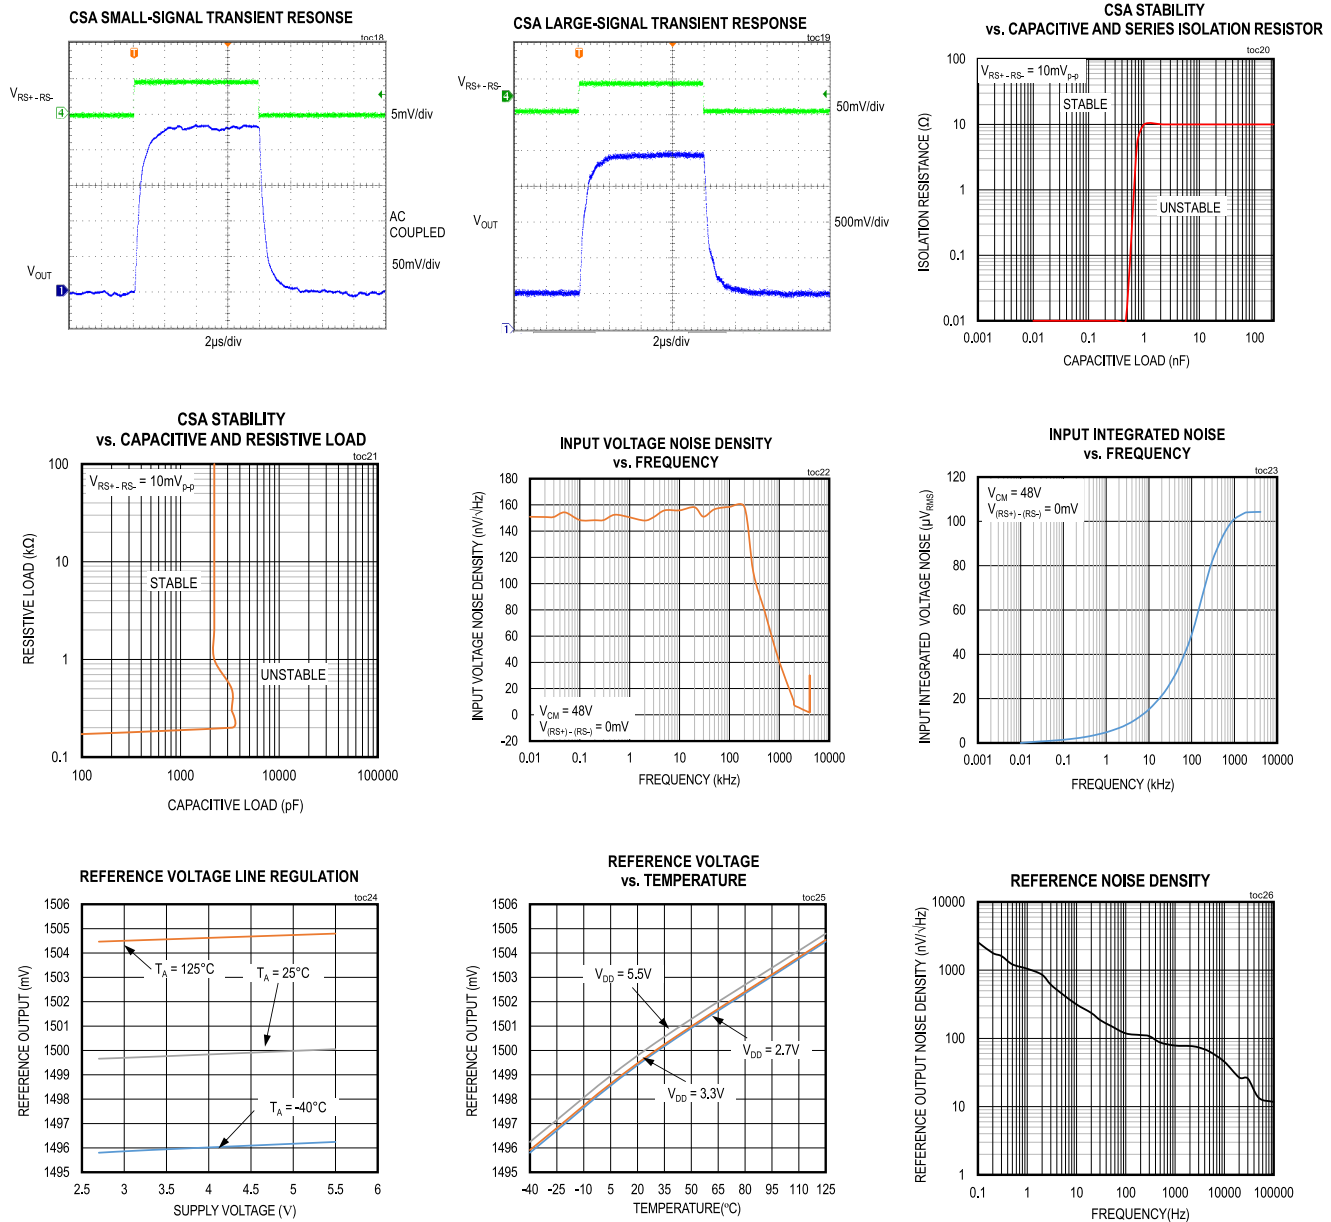 CSA SMALL-SIGNAL TRANSIENT RESONSE
toc18
T
VRS+ - RS-
4
5mV/div
AC
COUPLED
50mV/div
VOUT
1
2μs/div
CSA LARGE-SIGNAL TRANSIENT RESPONSE
toc19
T
VRS+ - RS-
4
50mV/div
VOUT
500mV/div
1
2μs/div
CSA STABILITY
vs. CAPACITIVE AND SERIES ISOLATION RESISTOR
toc20
VRS+ - RS- = 10mVp-p
STABLE
UNSTABLE
ISOLATION RESISTANCE (Ω)
100
10
1
0.1
0.01
0.001 0.01 0.1 1 10 100
CAPACITIVE LOAD (nF)
CSA STABILITY
vs. CAPACITIVE AND RESISTIVE LOAD
toc21
VRS+ - RS- = 10mVp-p
STABLE
UNSTABLE
RESISTIVE LOAD (kΩ)
100
10
1
0.1
100 1000 10000 100000
CAPACITIVE LOAD (pF)
INPUT VOLTAGE NOISE DENSITY
vs. FREQUENCY
toc22
INPUT VOLTAGE NOISE DENSITY (nV/√Hz)
180
160
140
120
100
80
60
40
20
0
-20
VCM = 48V
V(RS+) - (RS-) = 0mV
0.01 0.1 1 10 100 1000 10000
FREQUENCY (kHz)
INPUT INTEGRATED NOISE
vs. FREQUENCY
toc23
VCM = 48V
V(RS+) - (RS-) = 0mV
INPUT INTEGRATED VOLTAGE NOISE (μVRMS)
120
100
80
60
40
20
0
0.001 0.01 0.1 1 10 100 1000 10000
FREQUENCY (kHz)
REFERENCE VOLTAGE LINE REGULATION
toc24
REFERENCE OUTPUT (mV)
1506
1505
1504
1503
1502
1501
1500
1499
1498
1497
1496
1495
TA = 125°C
TA = 25°C
TA = -40°C
2.5 3 3.5 4 4.5 5 5.5 6
SUPPLY VOLTAGE (V)
REFERENCE VOLTAGE
vs. TEMPERATURE
toc25
REFERENCE OUTPUT (mV)
1506
1505
1504
1503
1502
1501
1500
1499
1498
1497
1496
1495
VDD = 5.5V
VDD = 2.7V
VDD = 3.3V
-40 -25 -10 5 20 35 50 65 80 95 110 125
TEMPERATURE(°C)
REFERENCE NOISE DENSITY
toc26
REFERENCE OUTPUT NOISE DENSITY (nV/√Hz)
10000
1000
100
10
1
0.1 1 10 100 1000 10000 100000
FREQUENCY(Hz)